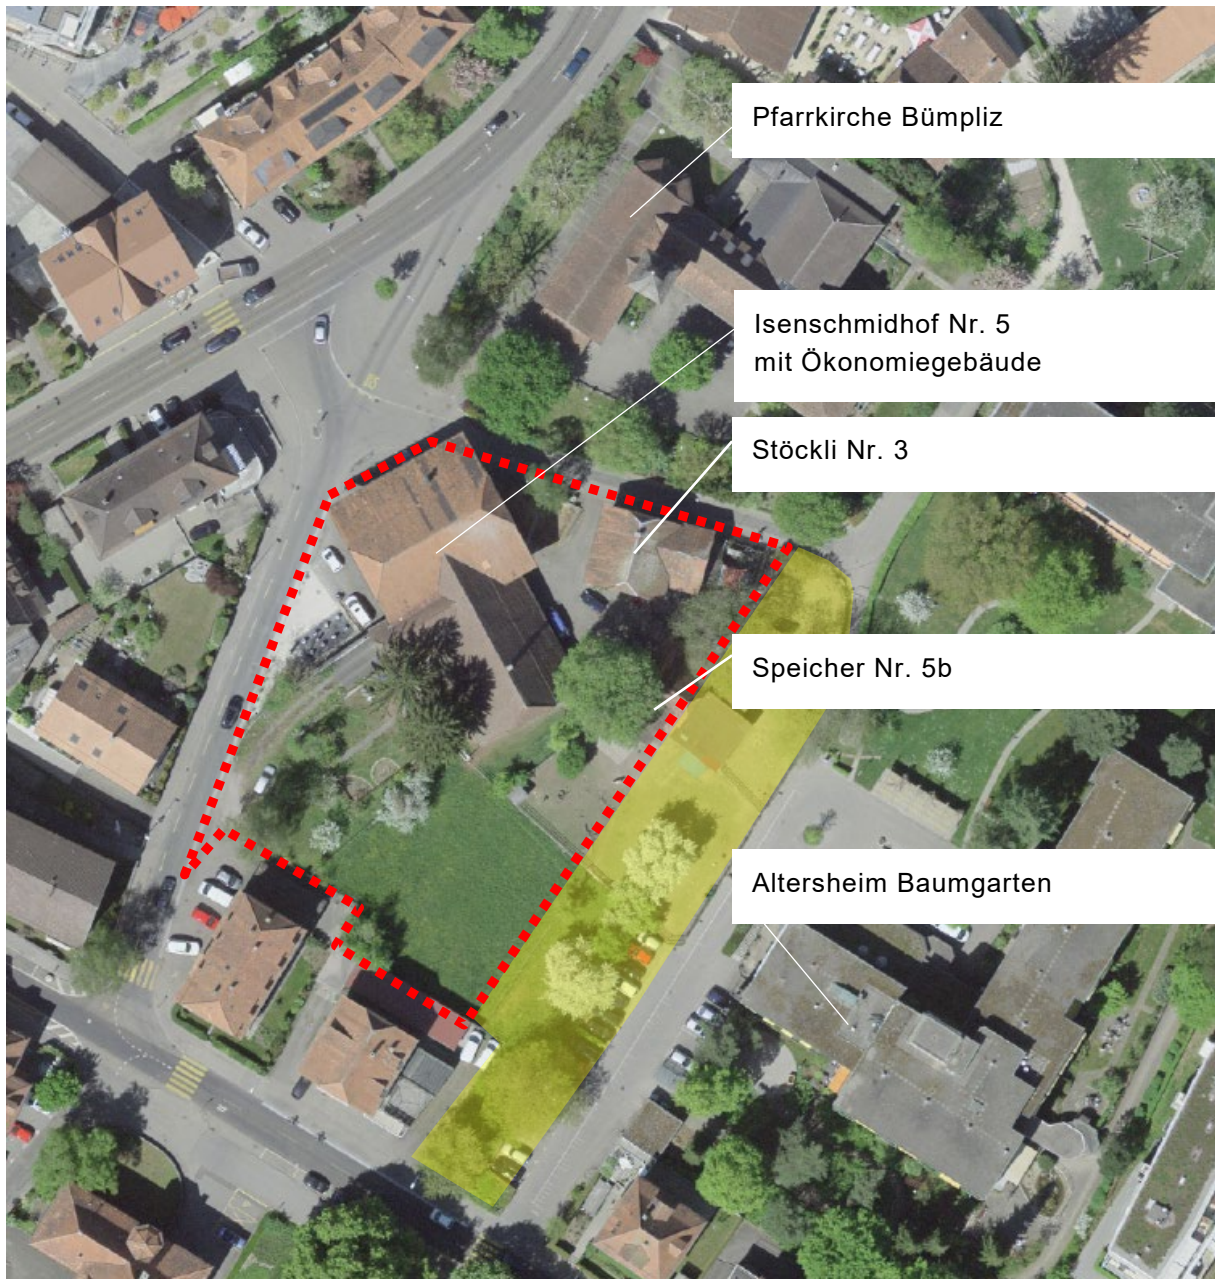 Pfarrkirche Bümpliz
Isenschmidhof Nr. 5
mit Ökonomiegebäude
Stöckli Nr. 3
Speicher Nr. 5b
Altersheim Baumgarten